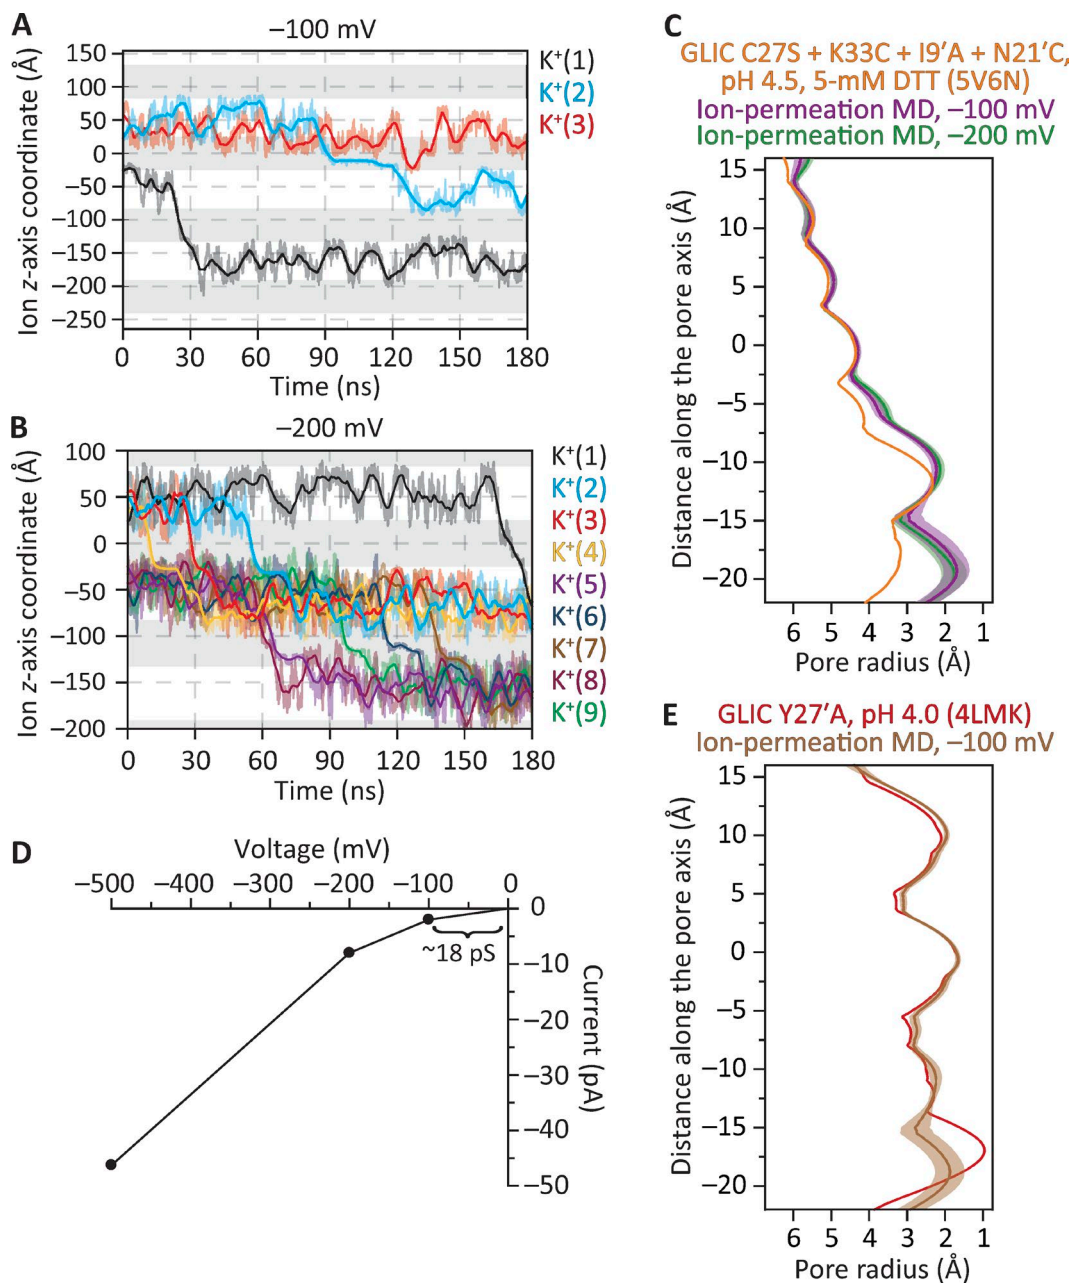 A
−100 mV
Ion z-axis coordinate (Å)
150
100
50
0
−50
−100
−150
−200
−250
0 30 60 90 120 150 180
Time (ns)
K⁺(1)
K⁺(2)
K⁺(3)
B
−200 mV
Ion z-axis coordinate (Å)
100
50
0
−50
−100
−150
−200
0 30 60 90 120 150 180
Time (ns)
K⁺(1)
K⁺(2)
K⁺(3)
K⁺(4)
K⁺(5)
K⁺(6)
K⁺(7)
K⁺(8)
K⁺(9)
C
GLIC C27S + K33C + I9′A + N21′C,
pH 4.5, 5-mM DTT (5V6N)
Ion-permeation MD, −100 mV
Ion-permeation MD, −200 mV
Distance along the pore axis (Å)
15
10
5
0
−5
−10
−15
−20
6 5 4 3 2 1
Pore radius (Å)
D
Voltage (mV)
−500 −400 −300 −200 −100 0
0
−10
−20
−30
−40
−50
~18 pS
Current (pA)
E
GLIC Y27′A, pH 4.0 (4LMK)
Ion-permeation MD, −100 mV
Distance along the pore axis (Å)
15
10
5
0
−5
−10
−15
−20
6 5 4 3 2 1
Pore radius (Å)